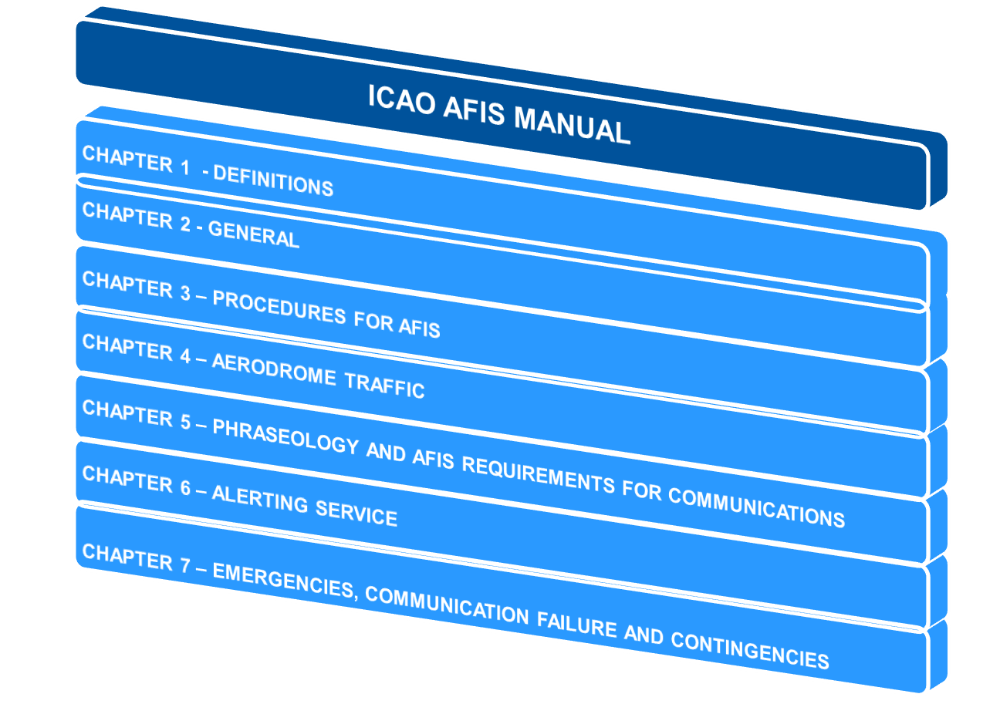 ICAO AFIS MANUAL
CHAPTER 1 - DEFINITIONS
CHAPTER 2 - GENERAL
CHAPTER 3 – PROCEDURES FOR AFIS
CHAPTER 4 – AERODROME TRAFFIC
CHAPTER 5 – PHRASEOLOGY AND AFIS REQUIREMENTS FOR COMMUNICATIONS
CHAPTER 6 – ALERTING SERVICE
CHAPTER 7 – EMERGENCIES, COMMUNICATION FAILURE AND CONTINGENCIES